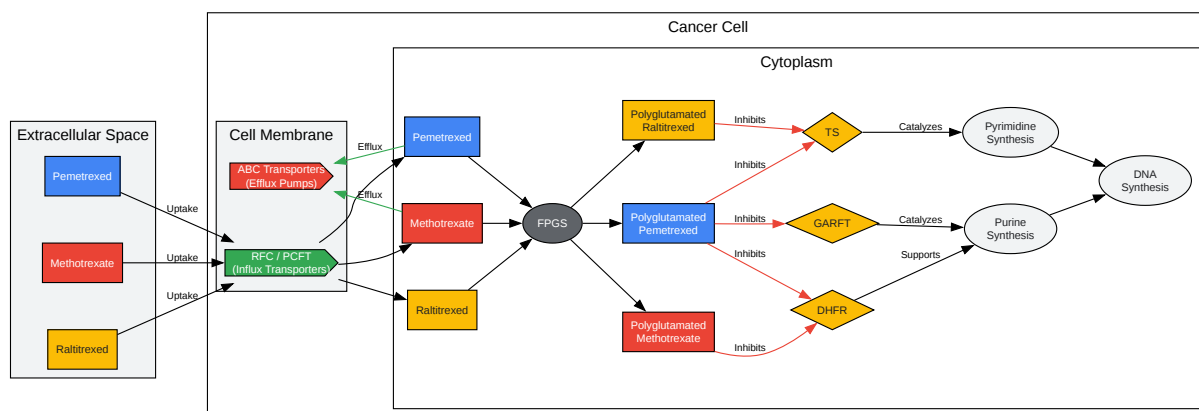 Cancer Cell
Cytoplasm
Extracellular Space
Pemetrexed
Methotrexate
Raltitrexed
Uptake
Uptake
Uptake
Cell Membrane
ABC Transporters
(Efflux Pumps)
RFC / PCFT
(Influx Transporters)
Efflux
Efflux
Pemetrexed
Methotrexate
Raltitrexed
FPGS
Polyglutamated
Raltitrexed
Polyglutamated
Pemetrexed
Polyglutamated
Methotrexate
Inhibits
Inhibits
Inhibits
Inhibits
Inhibits
TS
GARFT
DHFR
Catalyzes
Catalyzes
Supports
Pyrimidine
Synthesis
Purine
Synthesis
DNA
Synthesis